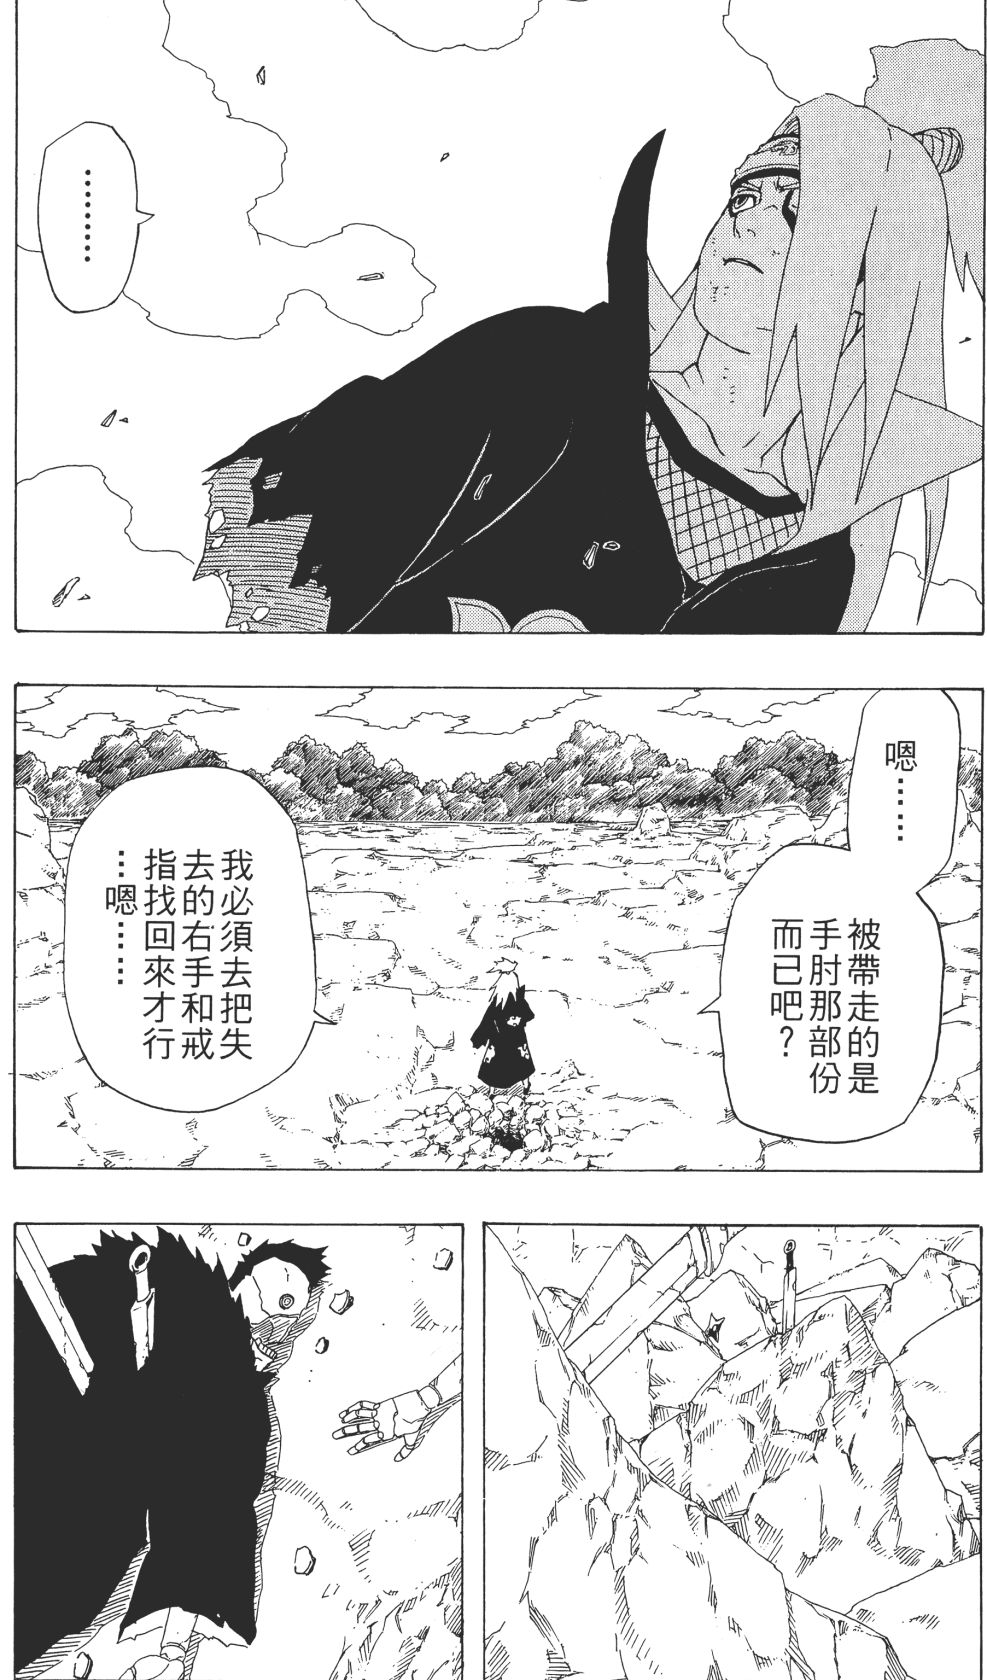 ………
嗯……
被帶走的是
手肘那部份
而已吧？
我必須去把失
去的右手和戒
指找回來才行
…嗯……